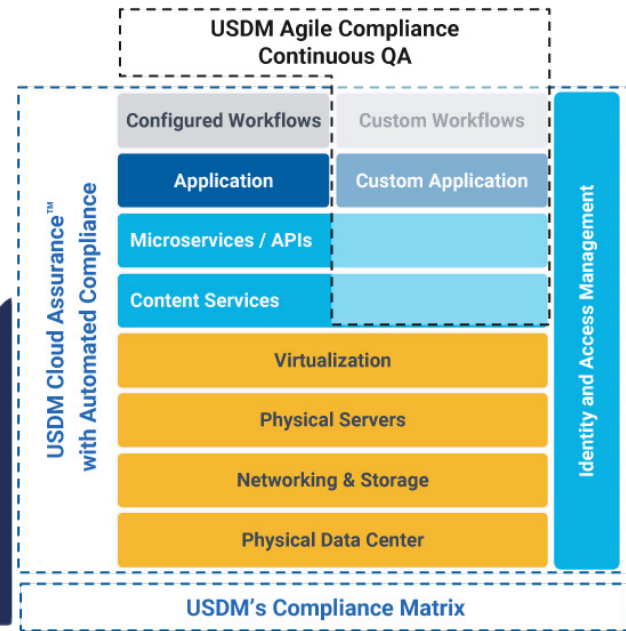 USDM Agile Compliance
Continuous QA
USDM Cloud Assurance™
with Automated Compliance
Configured Workflows
Custom Workflows
Application
Custom Application
Microservices / APIs
Content Services
Virtualization
Physical Servers
Networking & Storage
Physical Data Center
Identity and Access Management
USDM's Compliance Matrix